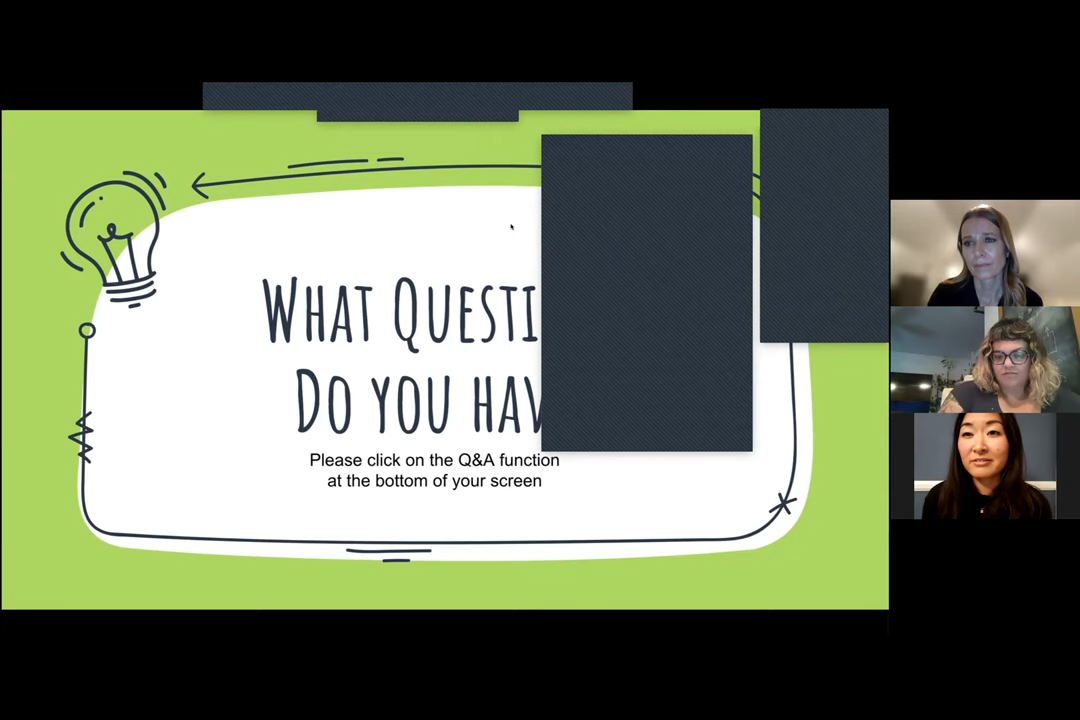 WHAT QUESTI
DO YOU HAV
Please click on the Q&A function
at the bottom of your screen